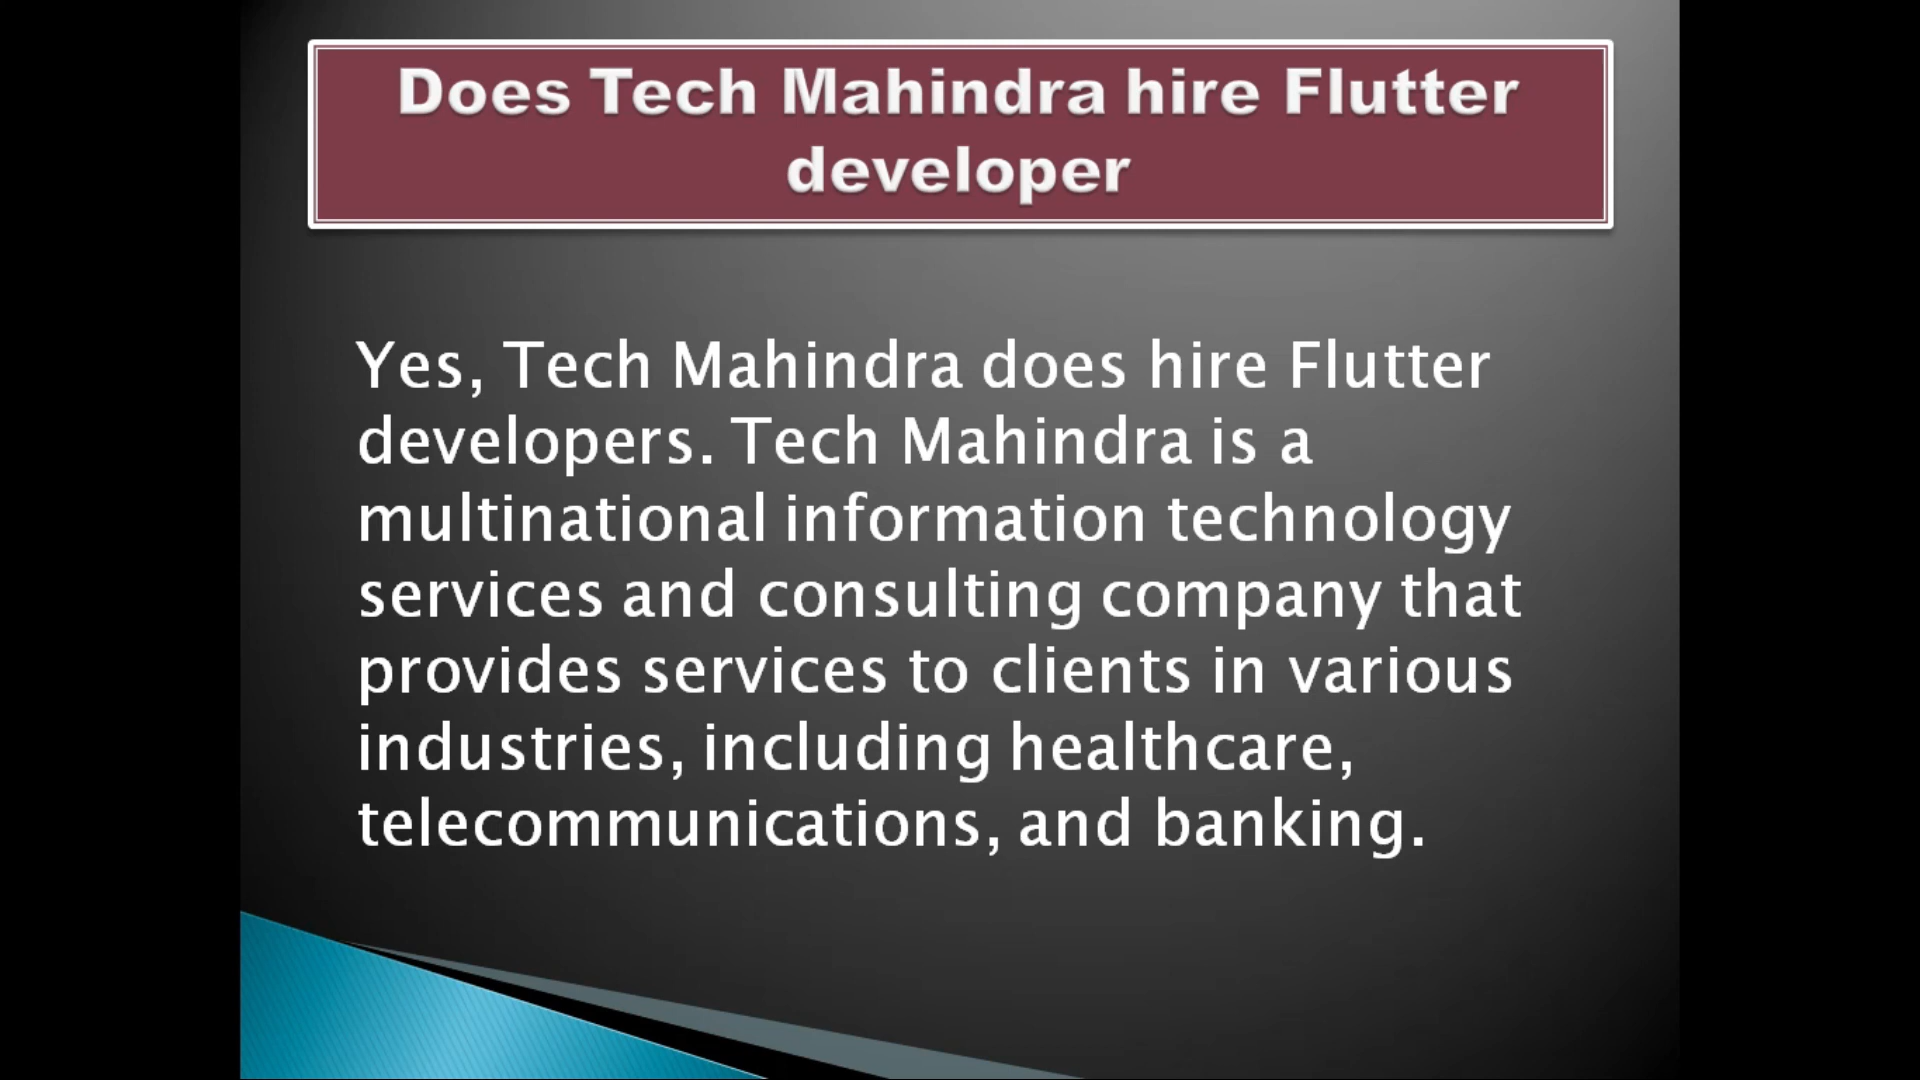 Does Tech Mahindra hire Flutter
developer
Yes, Tech Mahindra does hire Flutter
developers. Tech Mahindra is a
multinational information technology
services and consulting company that
provides services to clients in various
industries, including healthcare,
telecommunications, and banking.